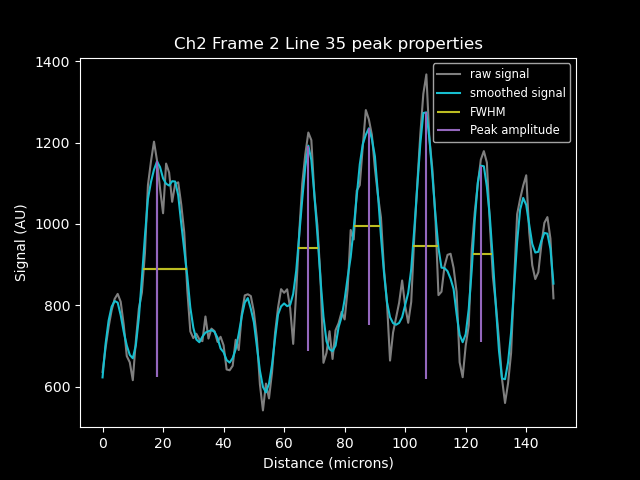 Ch2 Frame 2 Line 35 peak properties
raw signal
smoothed signal
FWHM
Peak amplitude
1400
1200
1000
800
600
Signal (AU)
0 20 40 60 80 100 120 140
Distance (microns)